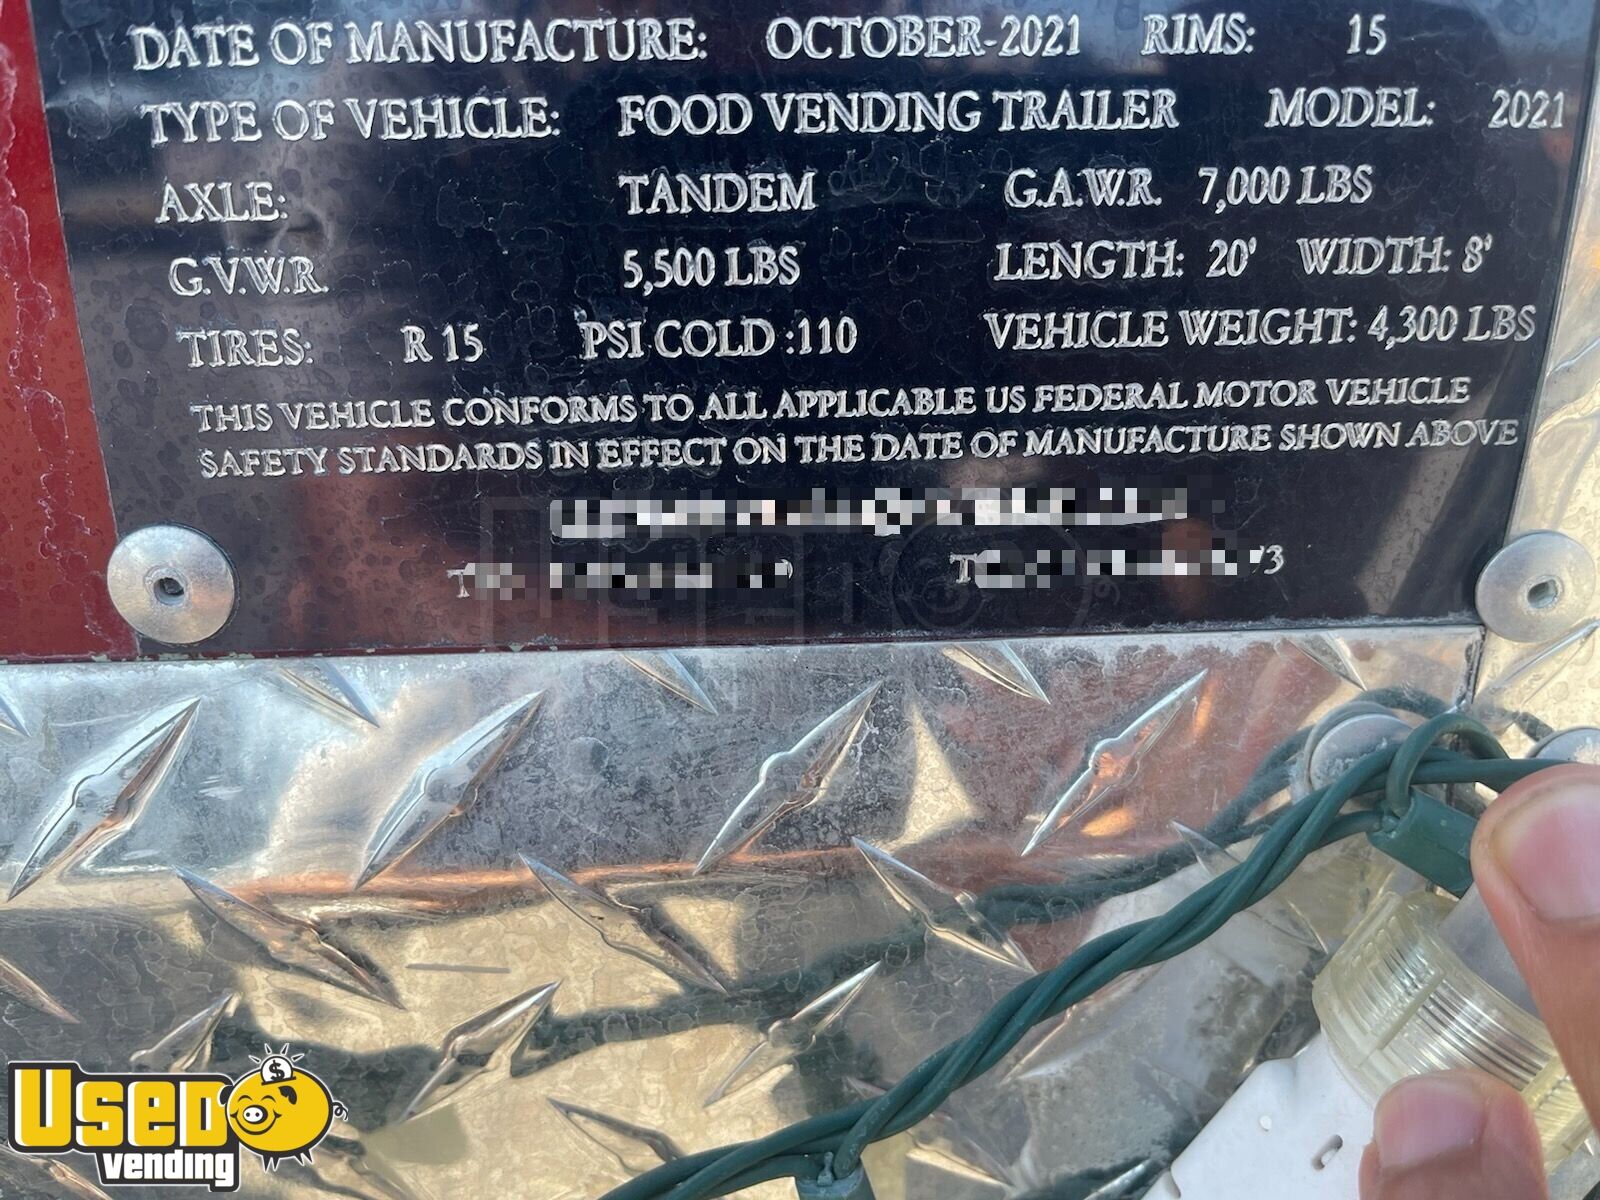 DATE OF MANUFACTURE: OCTOBER-2021 RIMS: 15
TYPE OF VEHICLE: FOOD VENDING TRAILER MODEL: 2021
AXLE: TANDEM G.A.W.R. 7,000 LBS
G.V.W.R. 5,500 LBS LENGTH: 20' WIDTH: 8'
TIRES: R 15 PSI COLD :110 VEHICLE WEIGHT: 4,300 LBS
THIS VEHICLE CONFORMS TO ALL APPLICABLE US FEDERAL MOTOR VEHICLE
SAFETY STANDARDS IN EFFECT ON THE DATE OF MANUFACTURE SHOWN ABOVE
USED
vending